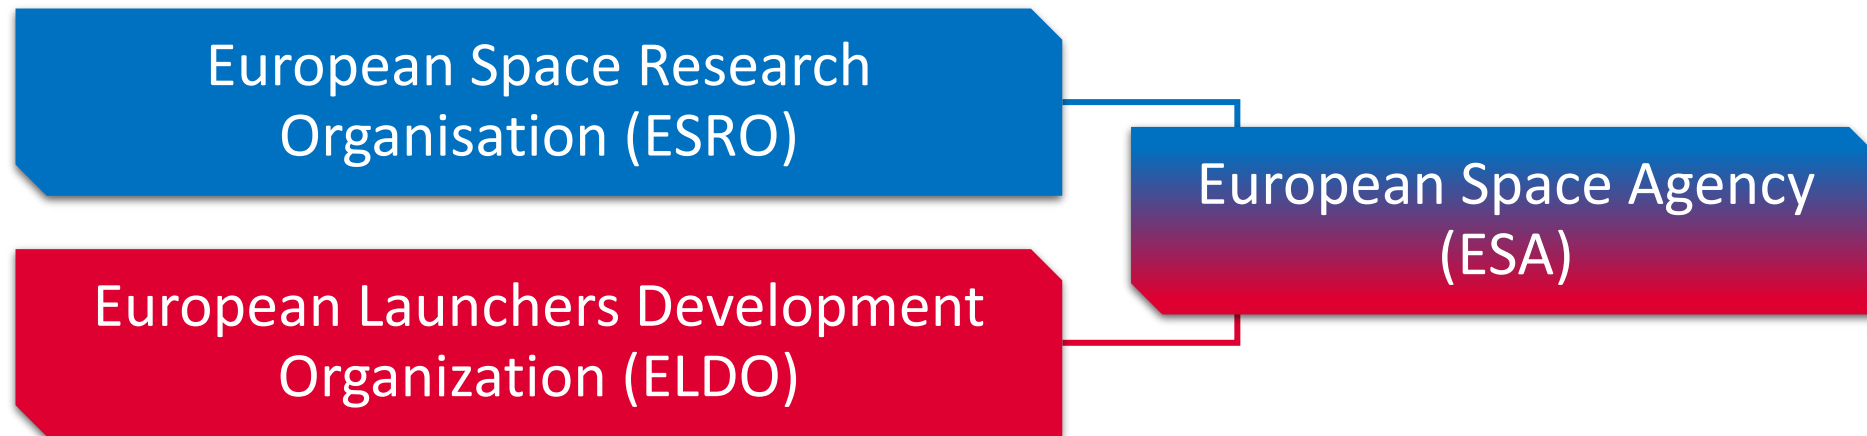 European Space Research
Organisation (ESRO)
European Launchers Development
Organization (ELDO)
European Space Agency
(ESA)